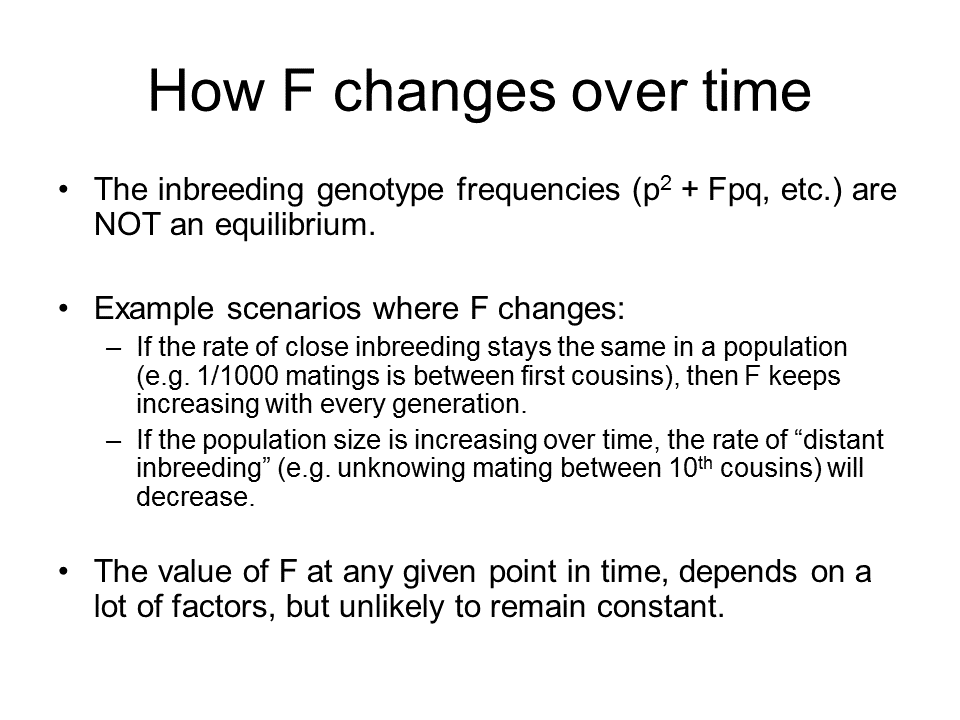 How F changes over time
• The inbreeding genotype frequencies (p² + Fpq, etc.) are
NOT an equilibrium.
• Example scenarios where F changes:
– If the rate of close inbreeding stays the same in a population
(e.g. 1/1000 matings is between first cousins), then F keeps
increasing with every generation.
– If the population size is increasing over time, the rate of “distant
inbreeding” (e.g. unknowing mating between 10th cousins) will
decrease.
• The value of F at any given point in time, depends on a
lot of factors, but unlikely to remain constant.